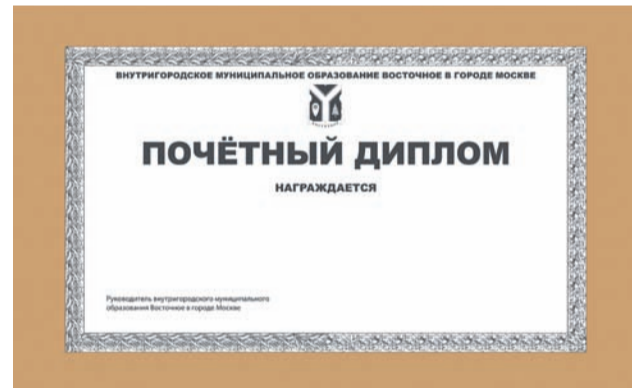 ВНУТРИГОРОДСКОЕ МУНИЦИПАЛЬНОЕ ОБРАЗОВАНИЕ ВОСТОЧНОЕ В ГОРОДЕ МОСКВЕ
ПОЧЁТНЫЙ ДИПЛОМ
НАГРАЖДАЕТСЯ
Руководитель внутригородского муниципального
образования Восточное в городе Москве